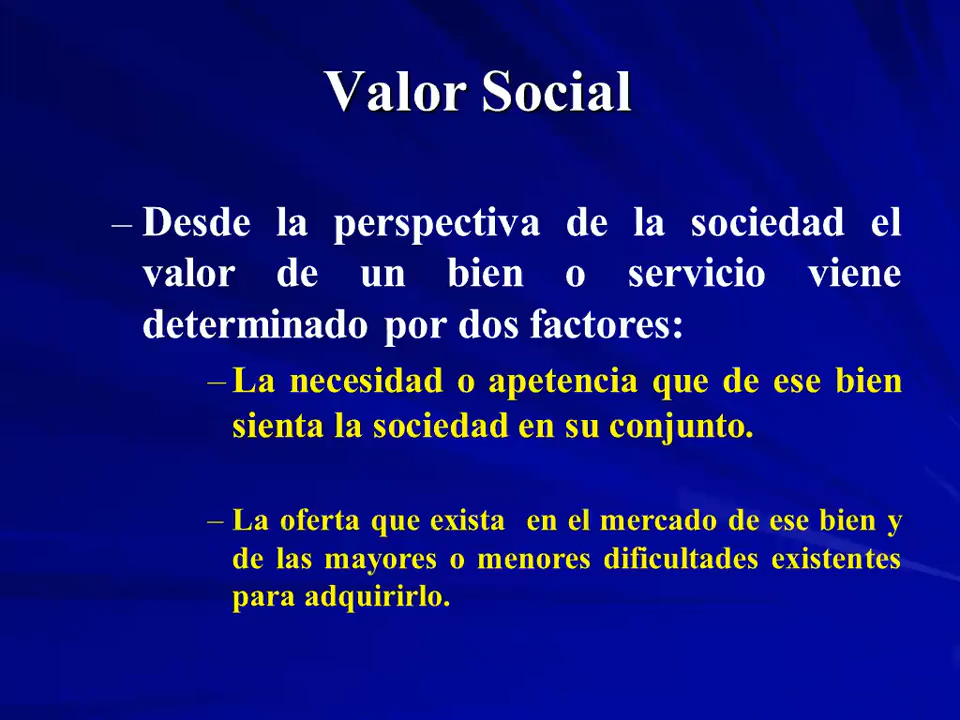 Valor Social
– Desde la perspectiva de la sociedad el
valor de un bien o servicio viene
determinado por dos factores:
– La necesidad o apetencia que de ese bien
sienta la sociedad en su conjunto.
– La oferta que exista en el mercado de ese bien y
de las mayores o menores dificultades existentes
para adquirirlo.